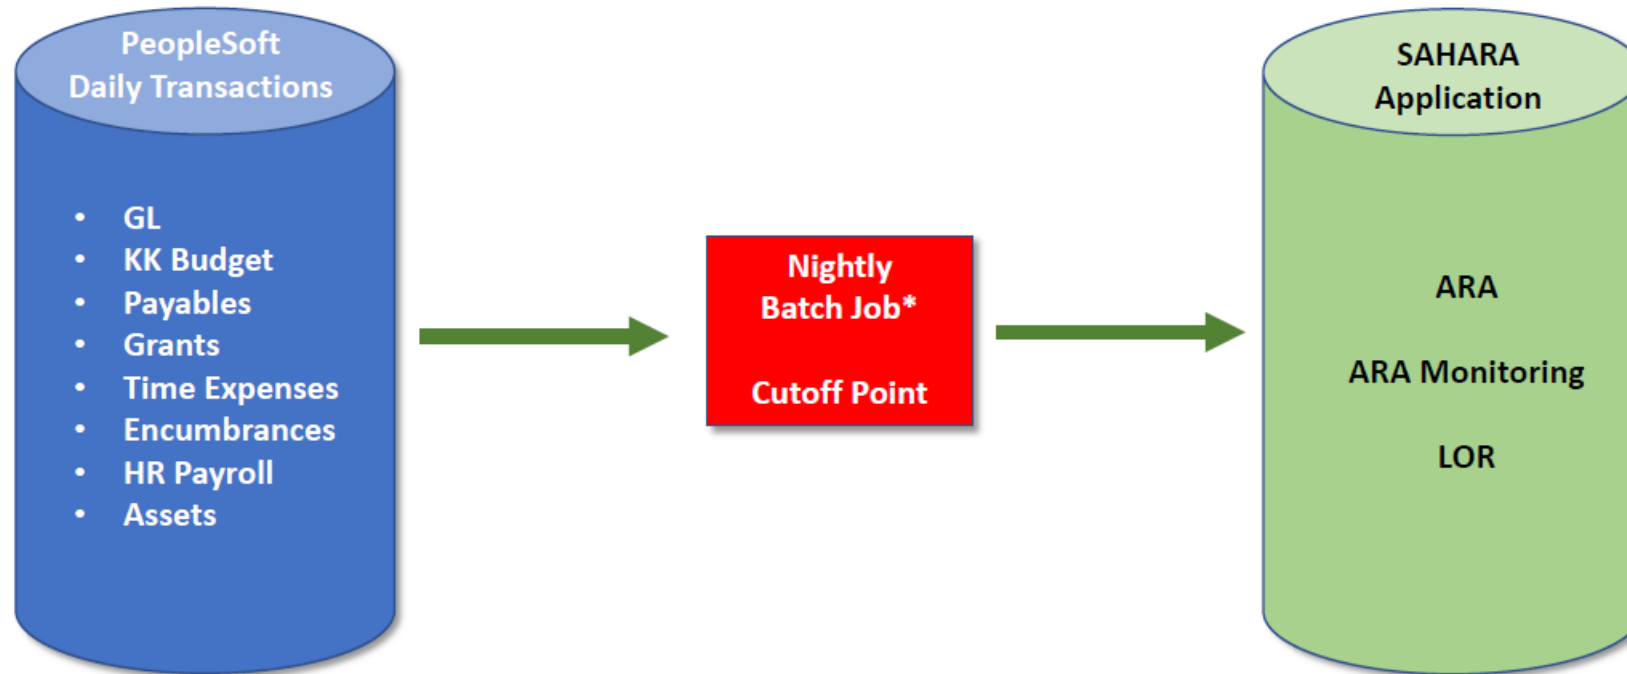 PeopleSoft
Daily Transactions
• GL
• KK Budget
• Payables
• Grants
• Time Expenses
• Encumbrances
• HR Payroll
• Assets
Nightly
Batch Job*
Cutoff Point
SAHARA
Application
ARA
ARA Monitoring
LOR